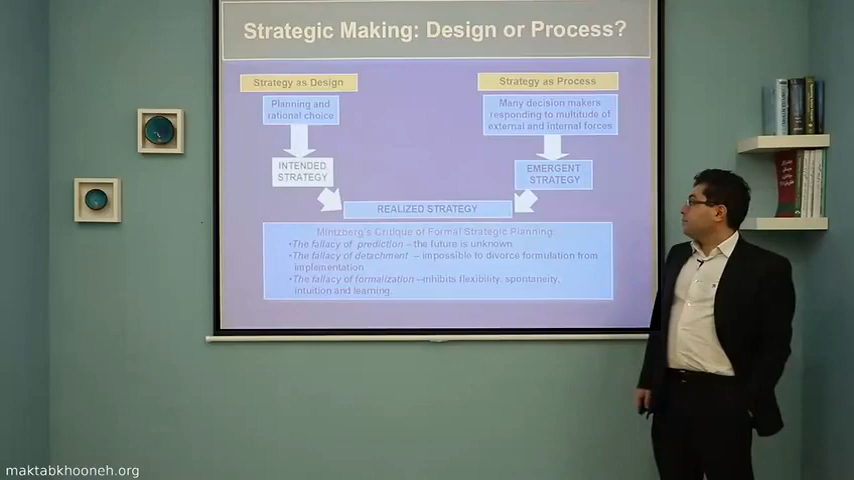 Strategic Making: Design or Process?
Strategy as Design
Planning and
rational choice
INTENDED
STRATEGY
Strategy as Process
Many decision makers
responding to multitude of
external and internal forces
EMERGENT
STRATEGY
REALIZED STRATEGY
Mintzberg's Critique of Formal Strategic Planning:
•The fallacy of prediction – the future is unknown
•The fallacy of detachment – impossible to divorce formulation from
implementation
•The fallacy of formalization –inhibits flexibility, spontaneity,
intuition and learning.
maktabkhooneh.org